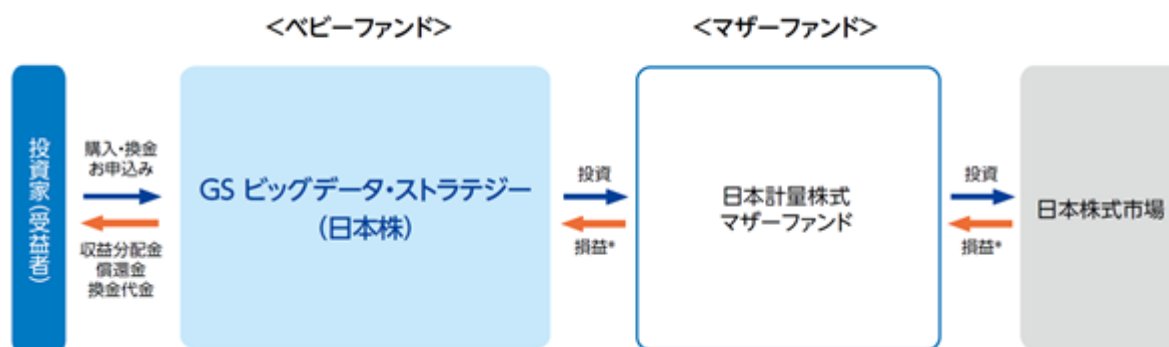 <ベビーファンド>
<マザーファンド>
投資家(受益者)
購入・換金
お申込み
収益分配金
償還金
換金代金
GS ビッグデータ・ストラテジー
(日本株)
投資
損益*
日本計量株式
マザーファンド
投資
損益*
日本株式市場